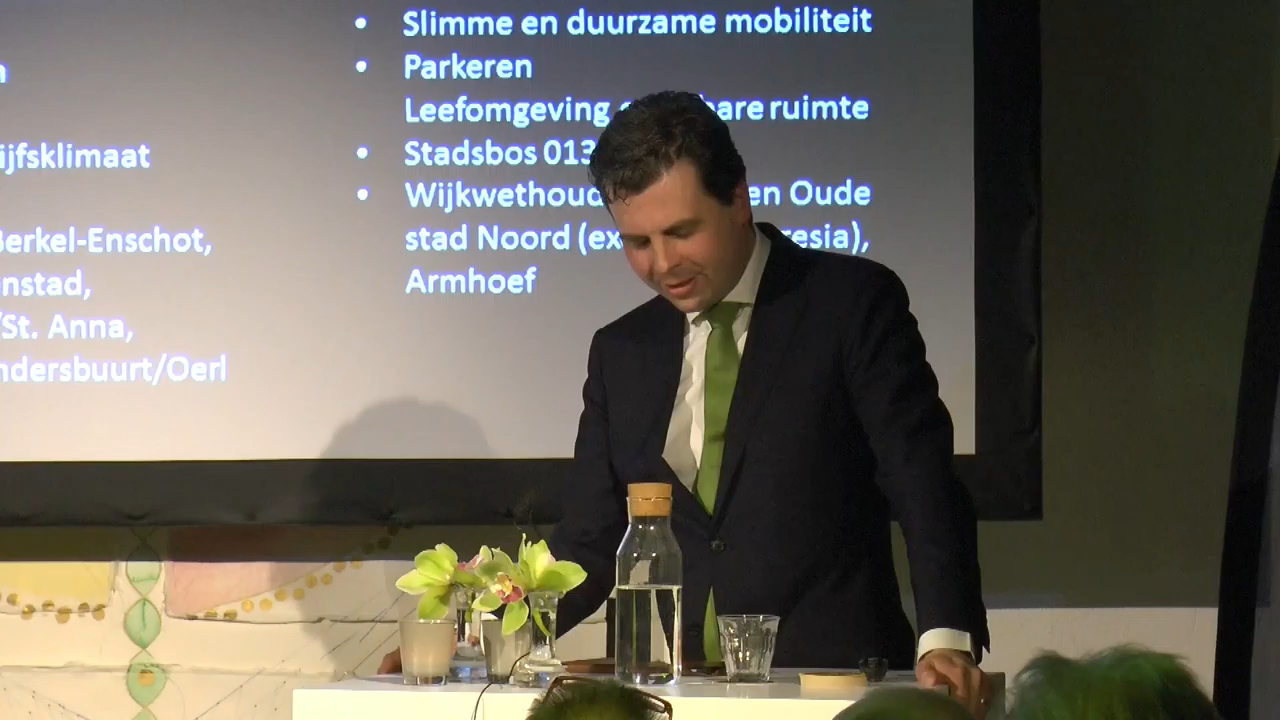 ijfsklimaat
Berkel-Enschot,
nstad,
/St. Anna,
ndersbuurt/Oerl
Slimme en duurzame mobiliteit
Parkeren
Leefomgeving bare ruimte
Stadsbos 013
Wijkwethoud en Oude
stad Noord (ex resia),
Armhoef